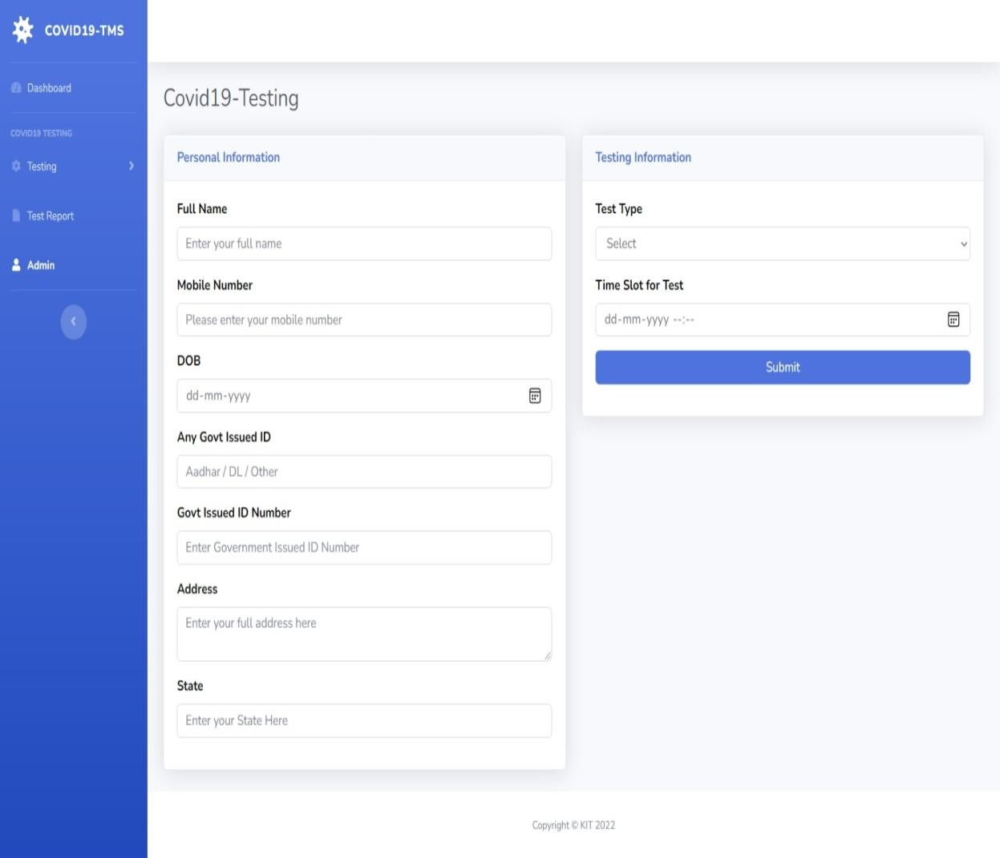 COVID19-TMS
Dashboard
COVID19 TESTING
Testing
Test Report
Admin
Covid19-Testing
Personal Information
Full Name
Enter your full name
Mobile Number
Please enter your mobile number
DOB
dd-mm-yyyy
Any Govt Issued ID
Aadhar / DL / Other
Govt Issued ID Number
Enter Government Issued ID Number
Address
Enter your full address here
State
Enter your State Here
Testing Information
Test Type
Select
Time Slot for Test
dd-mm-yyyy --:--
Submit
Copyright © KIT 2022